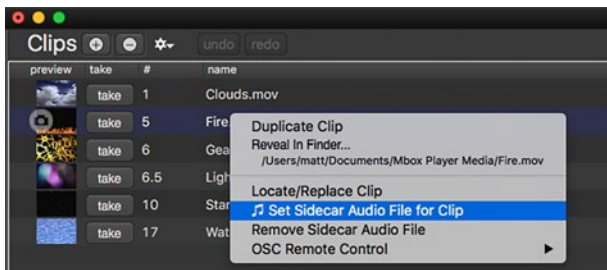 Clips undo redo
preview take # name
take 1 Clouds.mov
take 5 Fire
Duplicate Clip
take 6 Gea
Reveal In Finder...
/Users/matt/Documents/Mbox Player Media/Fire.mov
take 6.5 Ligh
Locate/Replace Clip
take 10 Star
Set Sidecar Audio File for Clip
Remove Sidecar Audio File
take 17 Wat
OSC Remote Control